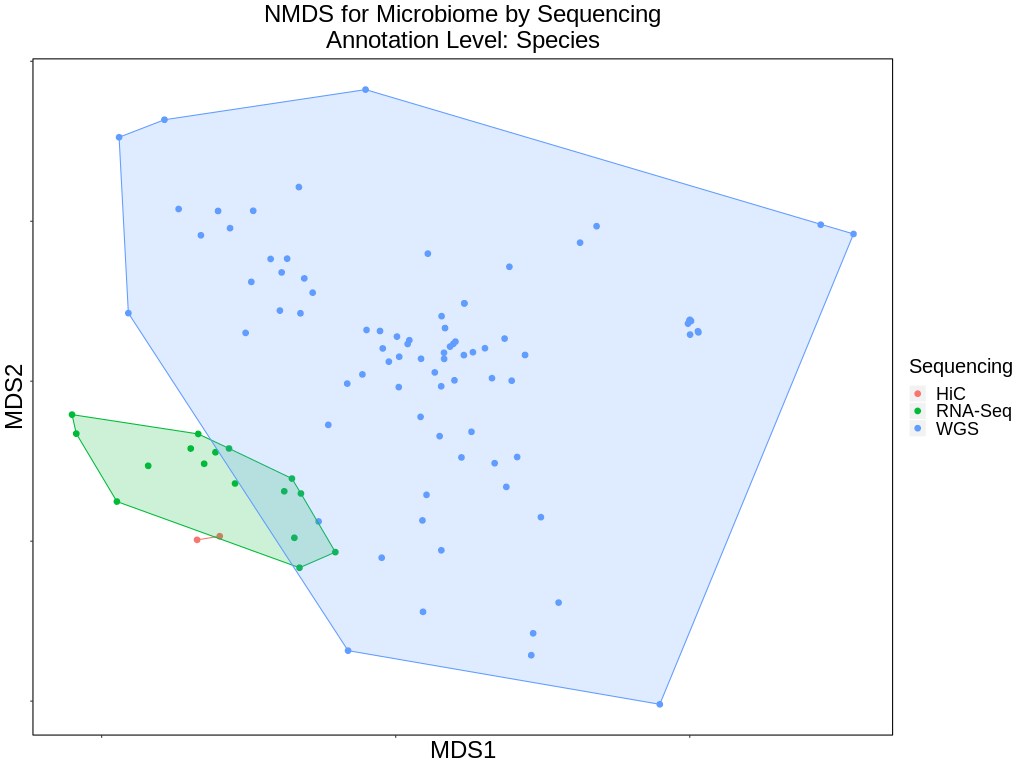 NMDS for Microbiome by Sequencing
Annotation Level: Species
MDS2
MDS1
Sequencing
HiC
RNA-Seq
WGS